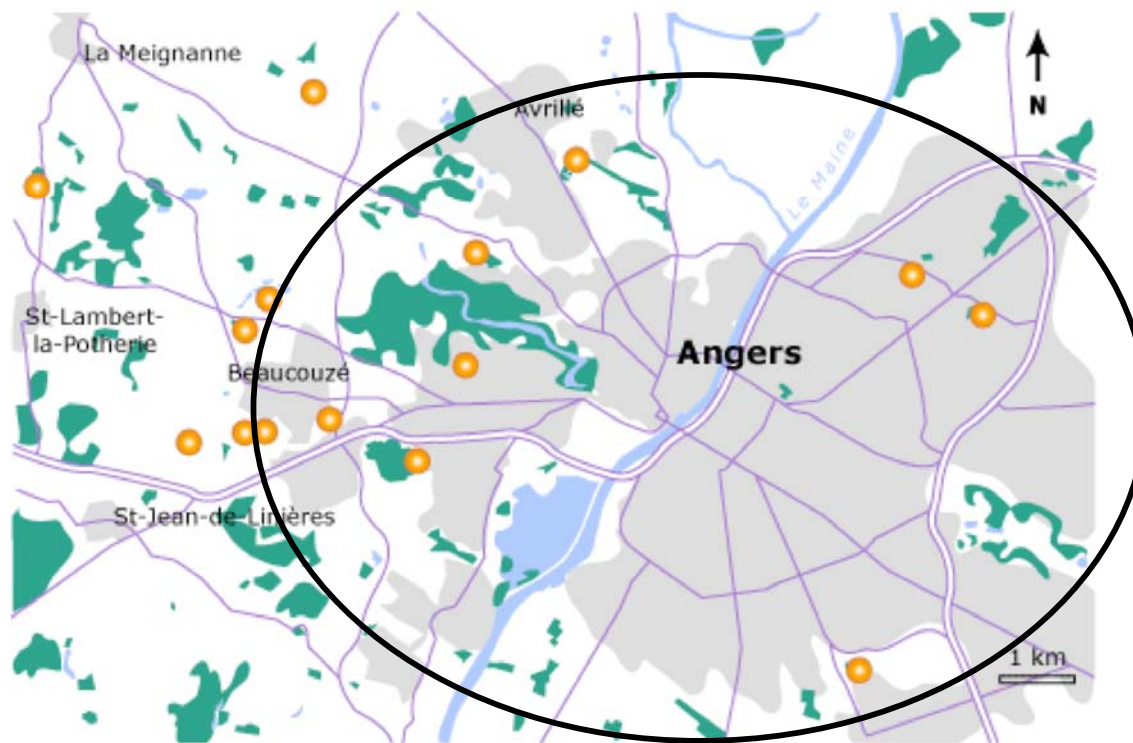 La Meignanne
Avrillé
N
Le Maine
St-Lambert-
la-Potherie
Angers
Beaucouzé
St-Jean-de-Linières
1 km